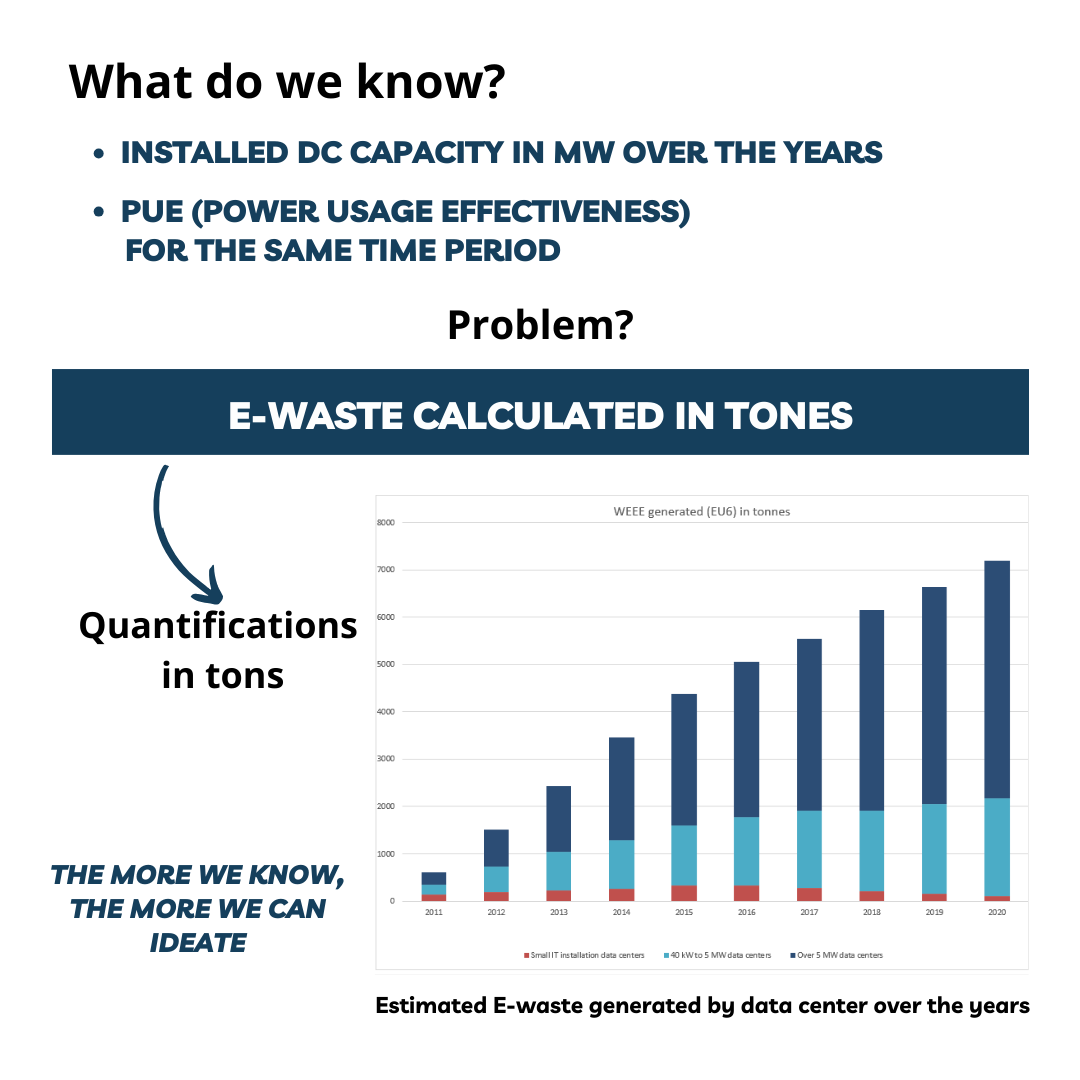 What do we know?
• INSTALLED DC CAPACITY IN MW OVER THE YEARS
• PUE (POWER USAGE EFFECTIVENESS)
FOR THE SAME TIME PERIOD
Problem?
E-WASTE CALCULATED IN TONES
Quantifications
in tons
THE MORE WE KNOW,
THE MORE WE CAN
IDEATE
WEEE generated (EU6) in tonnes
8000
7000
6000
5000
4000
3000
2000
1000
0
2011 2012 2013 2014 2015 2016 2017 2018 2019 2020
Small IT installation data centers 40 kW to 5 MW data centers Over 5 MW data centers
Estimated E-waste generated by data center over the years